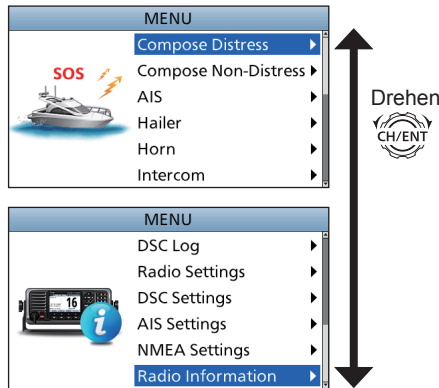 MENU
Compose Distress
SOS
Compose Non-Distress
AIS
Hailer
Horn
Intercom
Drehen
CH/ENT
MENU
DSC Log
Radio Settings
DSC Settings
16
AIS Settings
NMEA Settings
Radio Information